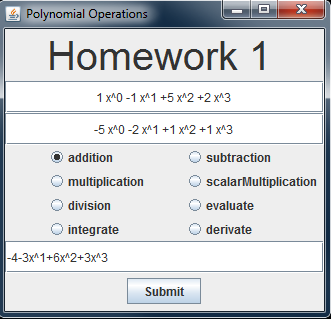 Polynomial Operations
Homework 1
1 x^0 -1 x^1 +5 x^2 +2 x^3
-5 x^0 -2 x^1 +1 x^2 +1 x^3
addition subtraction
multiplication scalarMultiplication
division evaluate
integrate derivate
-4-3x^1+6x^2+3x^3
Submit